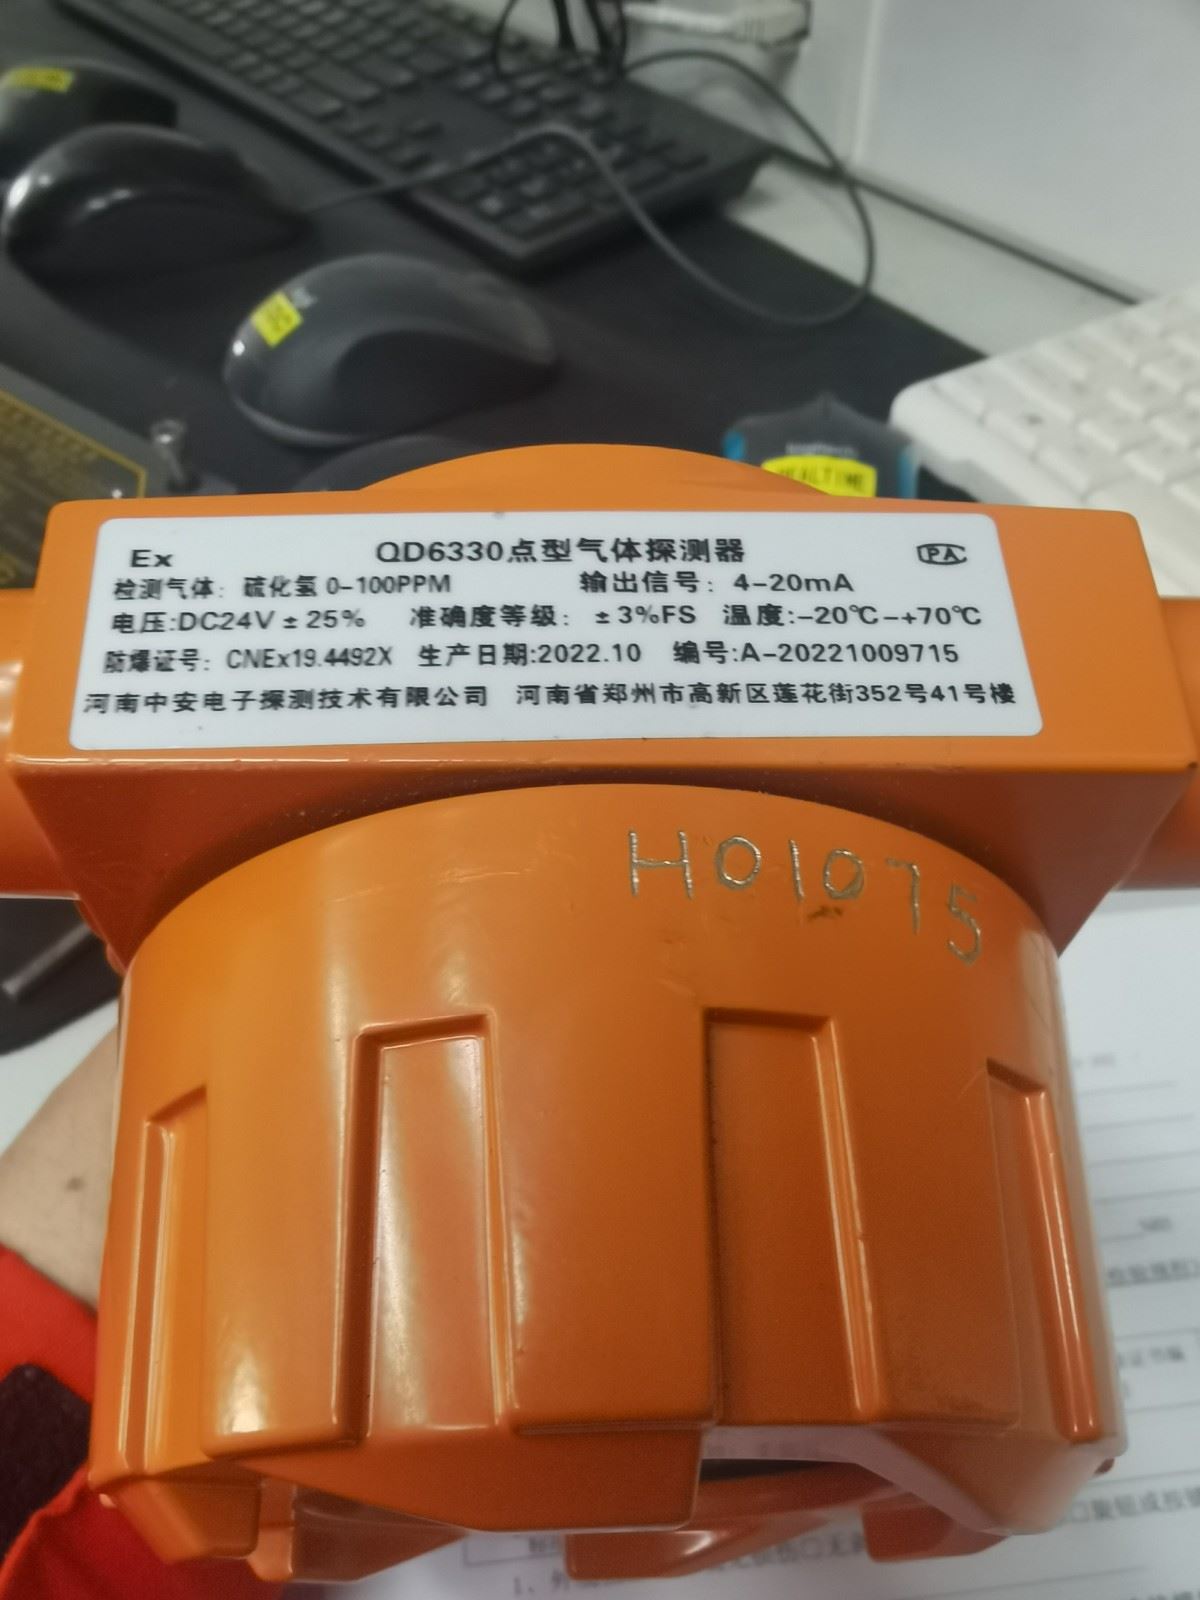 Ex QD6330点型气体探测器 PA
检测气体: 硫化氢 0-100PPM 输出信号: 4-20mA
电压:DC24V±25% 准确度等级: ±3%FS 温度:-20℃-+70℃
防爆证号: CNEx19.4492X 生产日期:2022.10 编号:A-20221009715
河南中安电子探测技术有限公司 河南省郑州市高新区莲花街352号41号楼
H01075
REALTIME